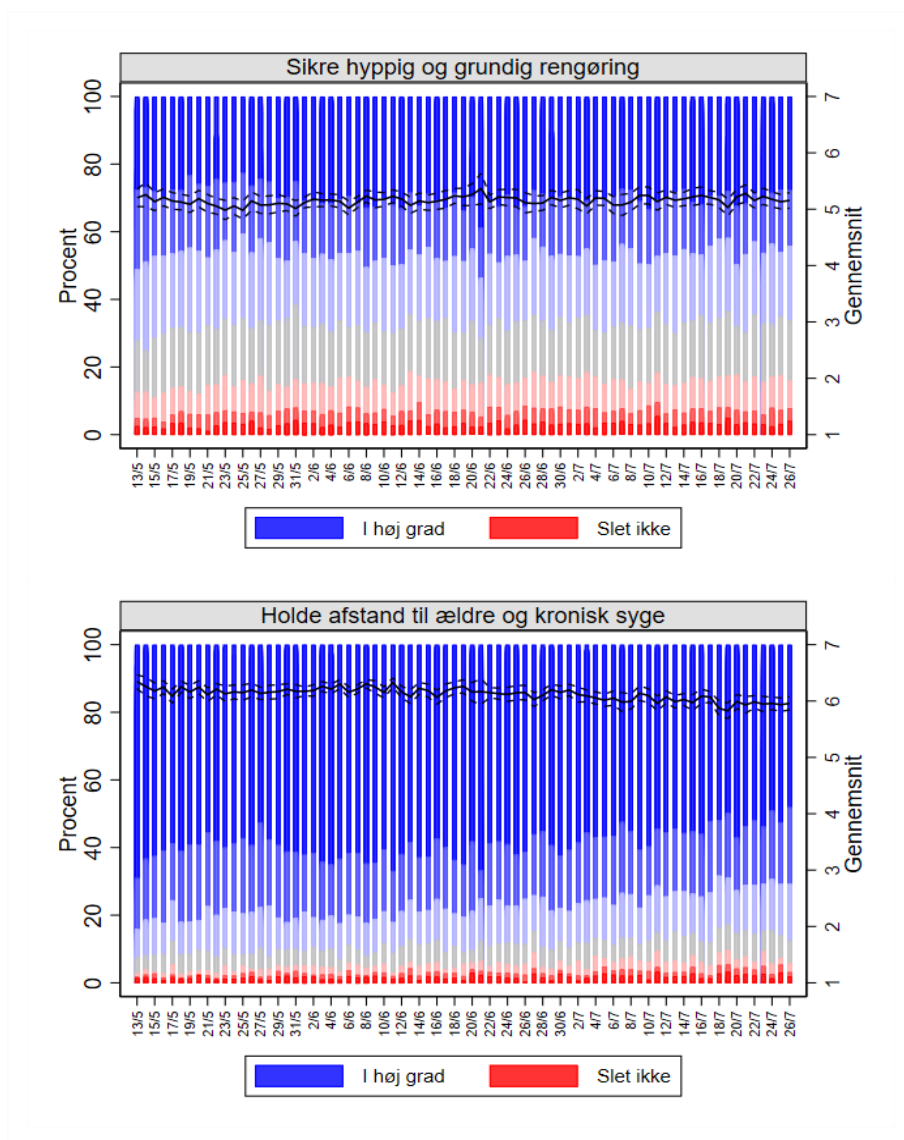 Sikre hyppig og grundig rengøring
Procent
100
80
60
40
20
0
Gennemsnit
7
6
5
4
3
2
1
13/5 15/5 17/5 19/5 21/5 23/5 25/5 27/5 29/5 31/5 2/6 4/6 6/6 8/6 10/6 12/6 14/6 16/6 18/6 20/6 22/6 24/6 26/6 28/6 30/6 2/7 4/7 6/7 8/7 10/7 12/7 14/7 16/7 18/7 20/7 22/7 24/7 26/7
I høj grad Slet ikke
Holde afstand til ældre og kronisk syge
Procent
100
80
60
40
20
0
Gennemsnit
7
6
5
4
3
2
1
13/5 15/5 17/5 19/5 21/5 23/5 25/5 27/5 29/5 31/5 2/6 4/6 6/6 8/6 10/6 12/6 14/6 16/6 18/6 20/6 22/6 24/6 26/6 28/6 30/6 2/7 4/7 6/7 8/7 10/7 12/7 14/7 16/7 18/7 20/7 22/7 24/7 26/7
I høj grad Slet ikke